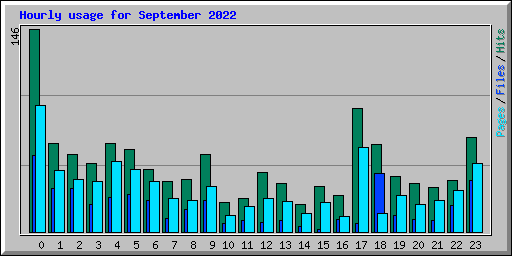 Hourly usage for September 2022
146
Pages/Files/Hits
0 1 2 3 4 5 6 7 8 9 10 11 12 13 14 15 16 17 18 19 20 21 22 23